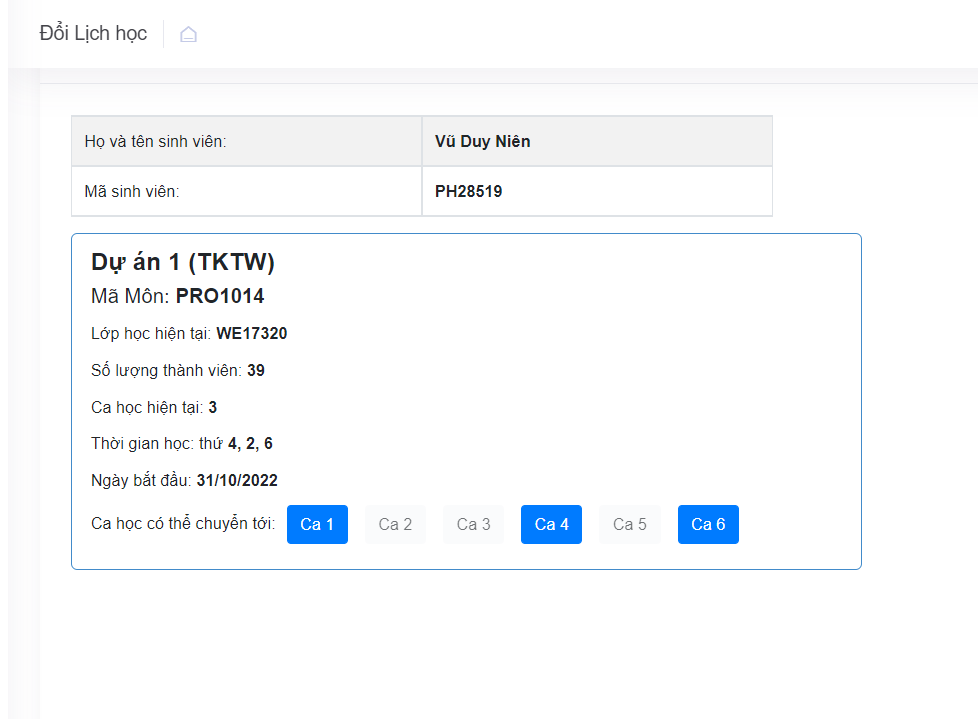 Đổi Lịch học
Họ và tên sinh viên: Vũ Duy Niên
Mã sinh viên: PH28519
Dự án 1 (TKTW)
Mã Môn: PRO1014
Lớp học hiện tại: WE17320
Số lượng thành viên: 39
Ca học hiện tại: 3
Thời gian học: thứ 4, 2, 6
Ngày bắt đầu: 31/10/2022
Ca học có thể chuyển tới: Ca 1 Ca 2 Ca 3 Ca 4 Ca 5 Ca 6